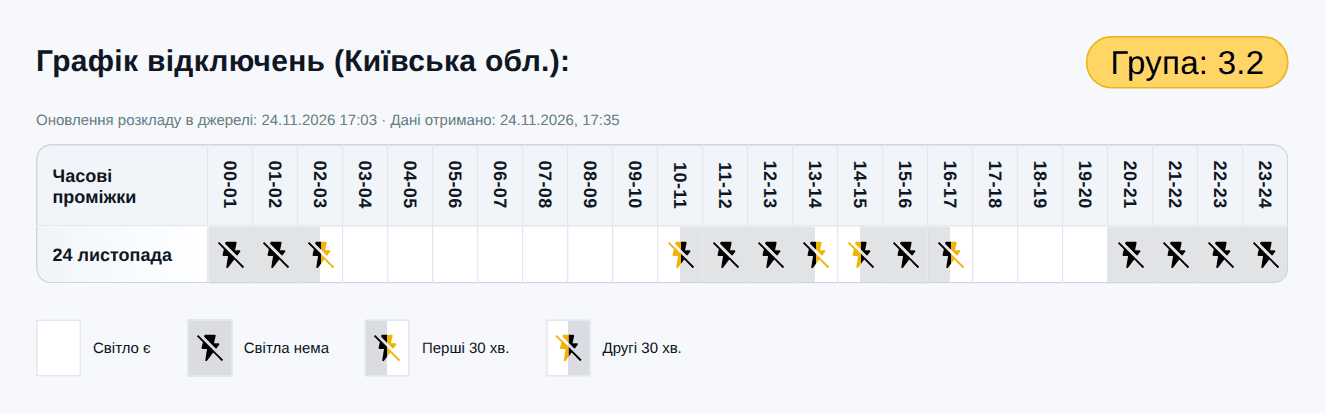 Графік відключень (Київська обл.):
Група: 3.2
Оновлення розкладу в джерелі: 24.11.2026 17:03 · Дані отримано: 24.11.2026, 17:35
Часові
проміжки
00-01 01-02 02-03 03-04 04-05 05-06 06-07 07-08 08-09 09-10 10-11 11-12 12-13 13-14 14-15 15-16 16-17 17-18 18-19 19-20 20-21 21-22 22-23 23-24
24 листопада
Світло є
Світла нема
Перші 30 хв.
Другі 30 хв.